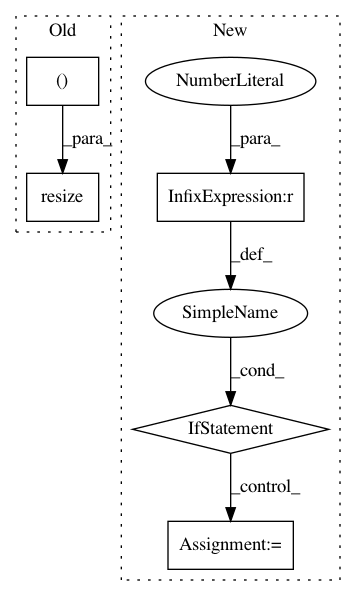 Old
New
()
NumberLiteral
_para_
_para_
resize
InfixExpression:r
_def_
SimpleName
_cond_
IfStatement
_control_
Assignment:=